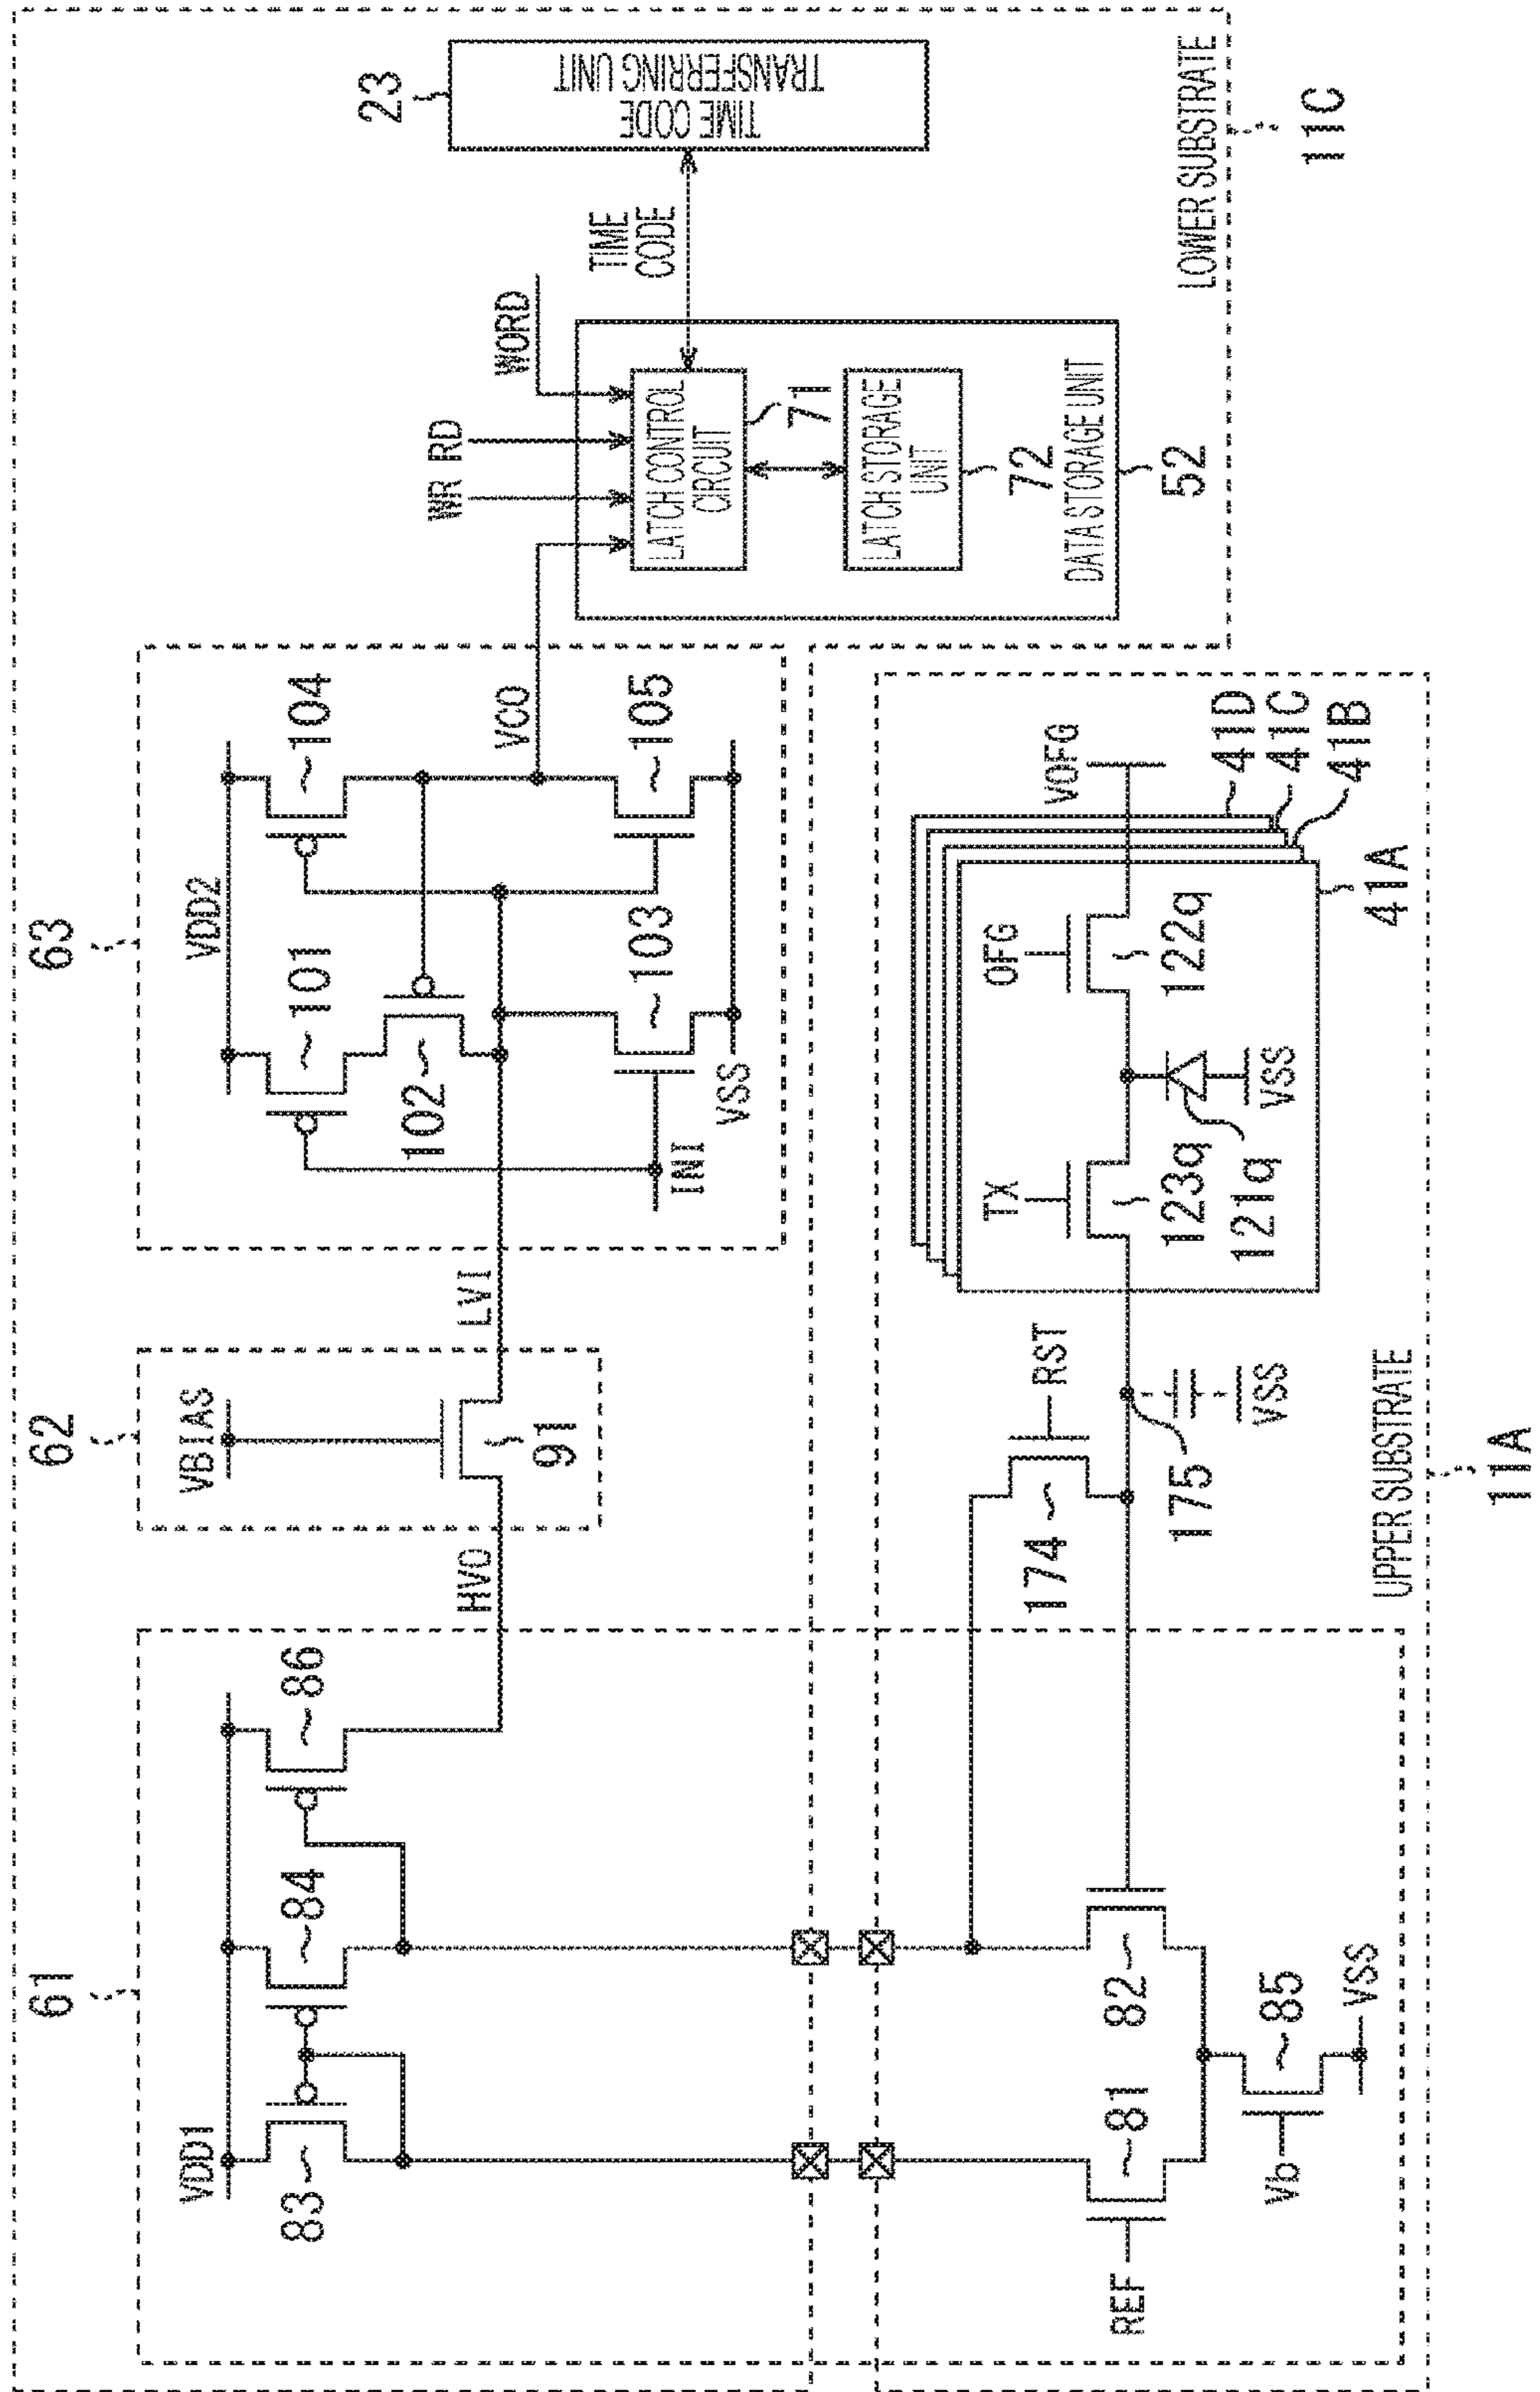 61
62
63
VDD1
83
84
86
HVO
VBIAS
91
LVI
VDD2
101
102
103
104
105
INI
VSS
VCO
WR
RD
WORD
TIME
CODE
23
TIME CODE
TRANSFERRING UNIT
LATCH CONTROL
CIRCUIT
71
LATCH STORAGE
UNIT
72
DATA STORAGE UNIT
52
LOWER SUBSTRATE
11C
REF
81
82
Vb
85
VSS
174
RST
175
VSS
TX
123q
121q
VSS
OFG
122q
VOFG
41D
41C
41B
41A
UPPER SUBSTRATE
11A